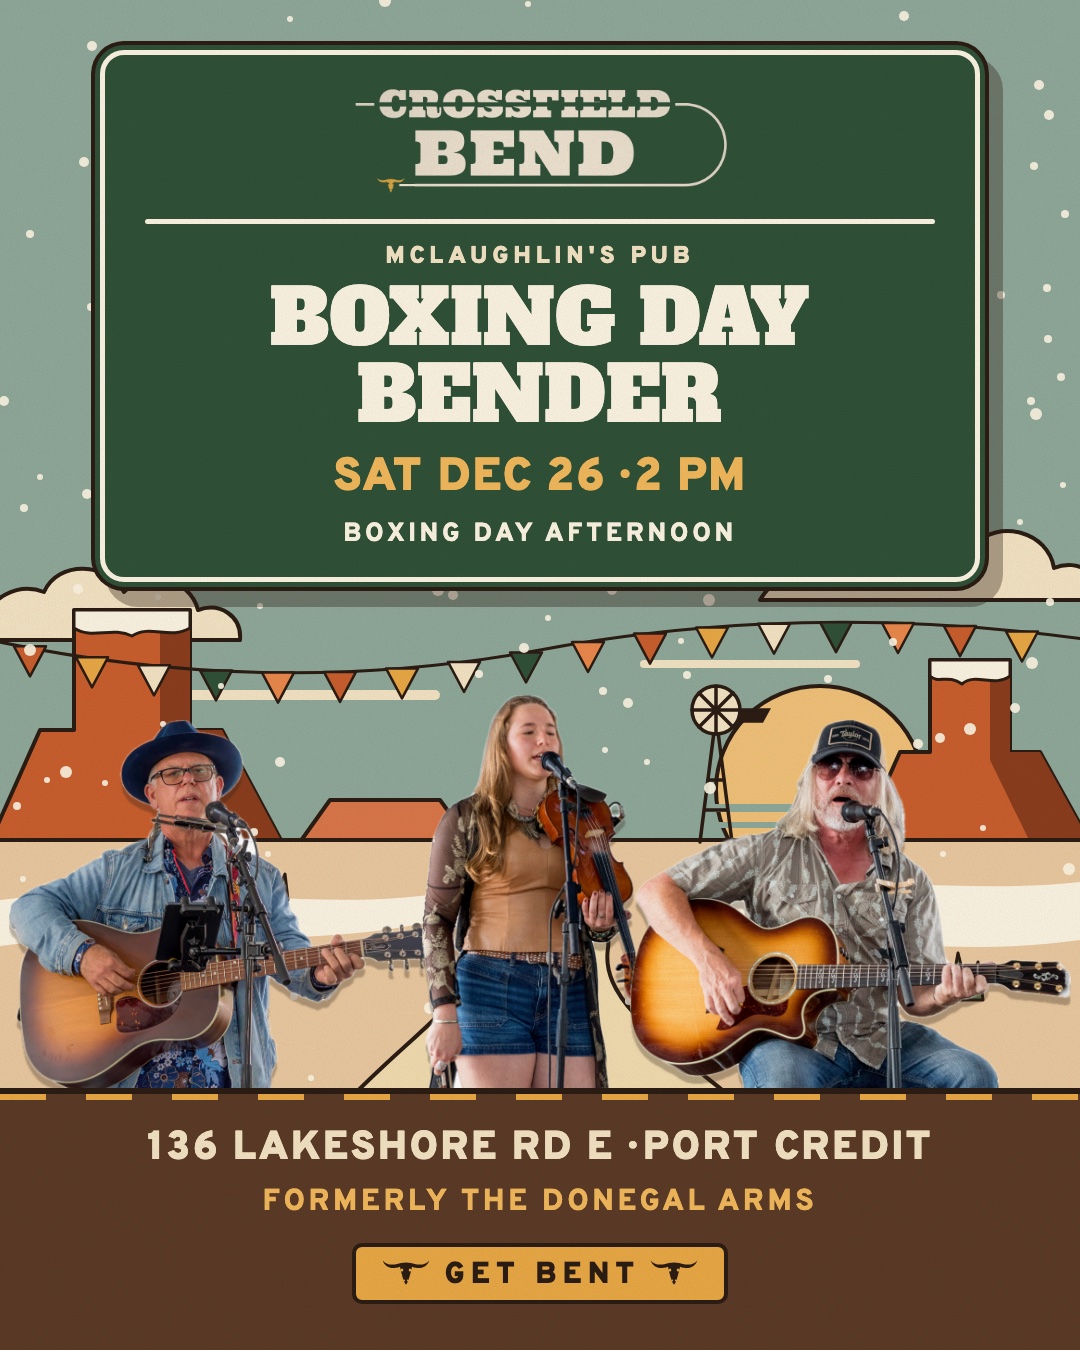 CROSSFIELD
BEND
MCLAUGHLIN'S PUB
BOXING DAY
BENDER
SAT DEC 26 · 2 PM
BOXING DAY AFTERNOON
Taylor
136 LAKESHORE RD E · PORT CREDIT
FORMERLY THE DONEGAL ARMS
GET BENT